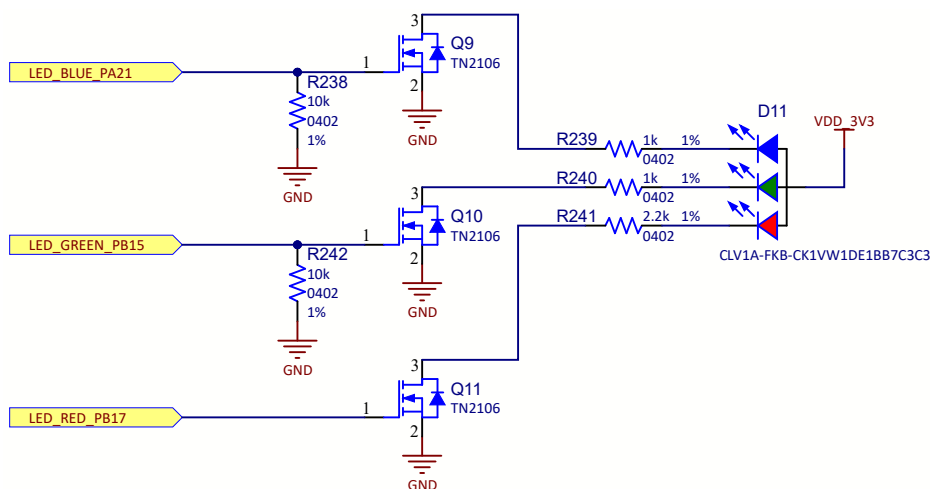 3
Q9
TN2106
1
2
LED_BLUE_PA21
R238
10k
0402
1%
GND
GND
D11
VDD_3V3
R239
1k 1%
0402
R240
1k 1%
0402
R241
2.2k 1%
0402
CLV1A-FKB-CK1VW1DE1BB7C3C3
3
Q10
TN2106
1
2
LED_GREEN_PB15
R242
10k
0402
1%
GND
GND
3
Q11
TN2106
1
2
LED_RED_PB17
GND